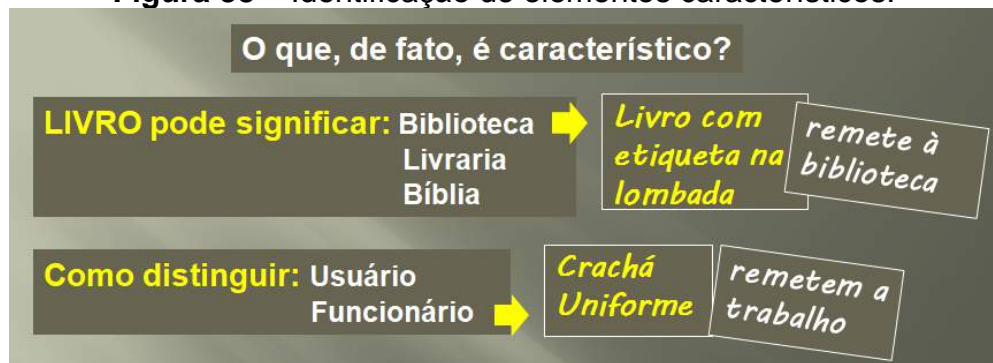 O que, de fato, é característico?
LIVRO pode significar: Biblioteca
Livraria
Bíblia
Livro com
etiqueta na
lombada
remete à
biblioteca
Como distinguir: Usuário
Funcionário
Crachá
Uniforme
remetem a
trabalho